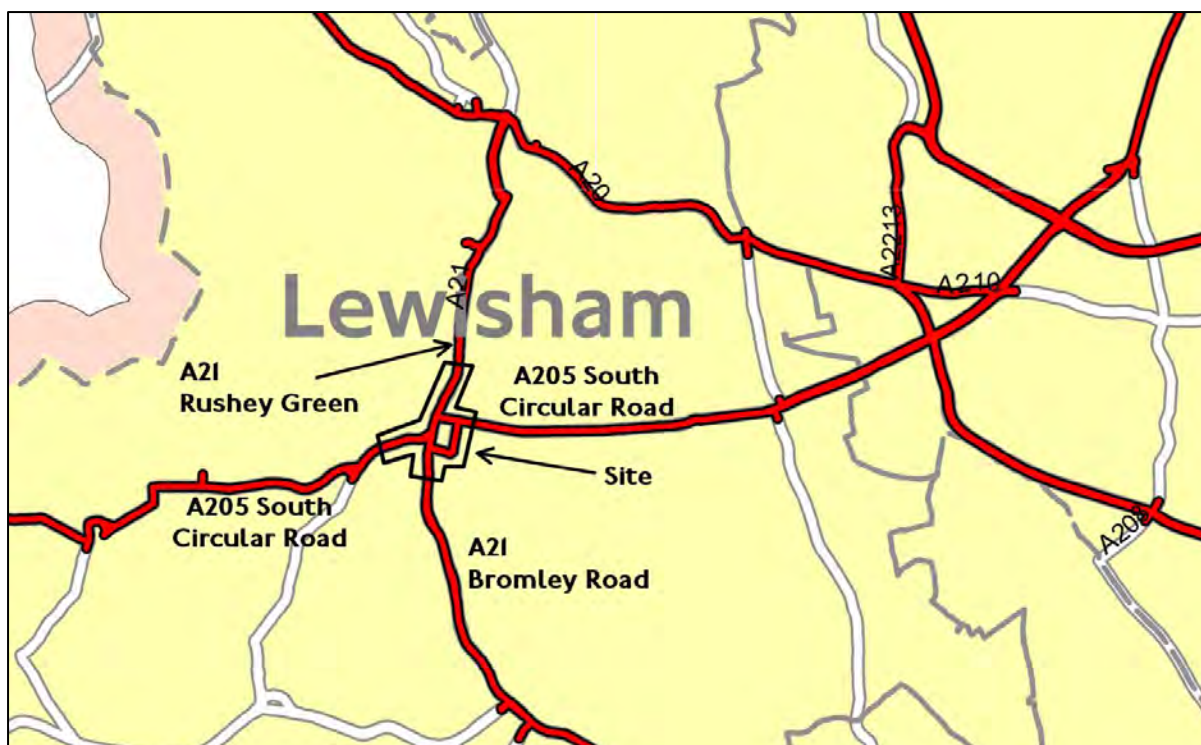 A20
A2213
A210
A21
Lewisham
A21
Rushey Green
A205 South
Circular Road
Site
A205 South
Circular Road
A21
Bromley Road
A208